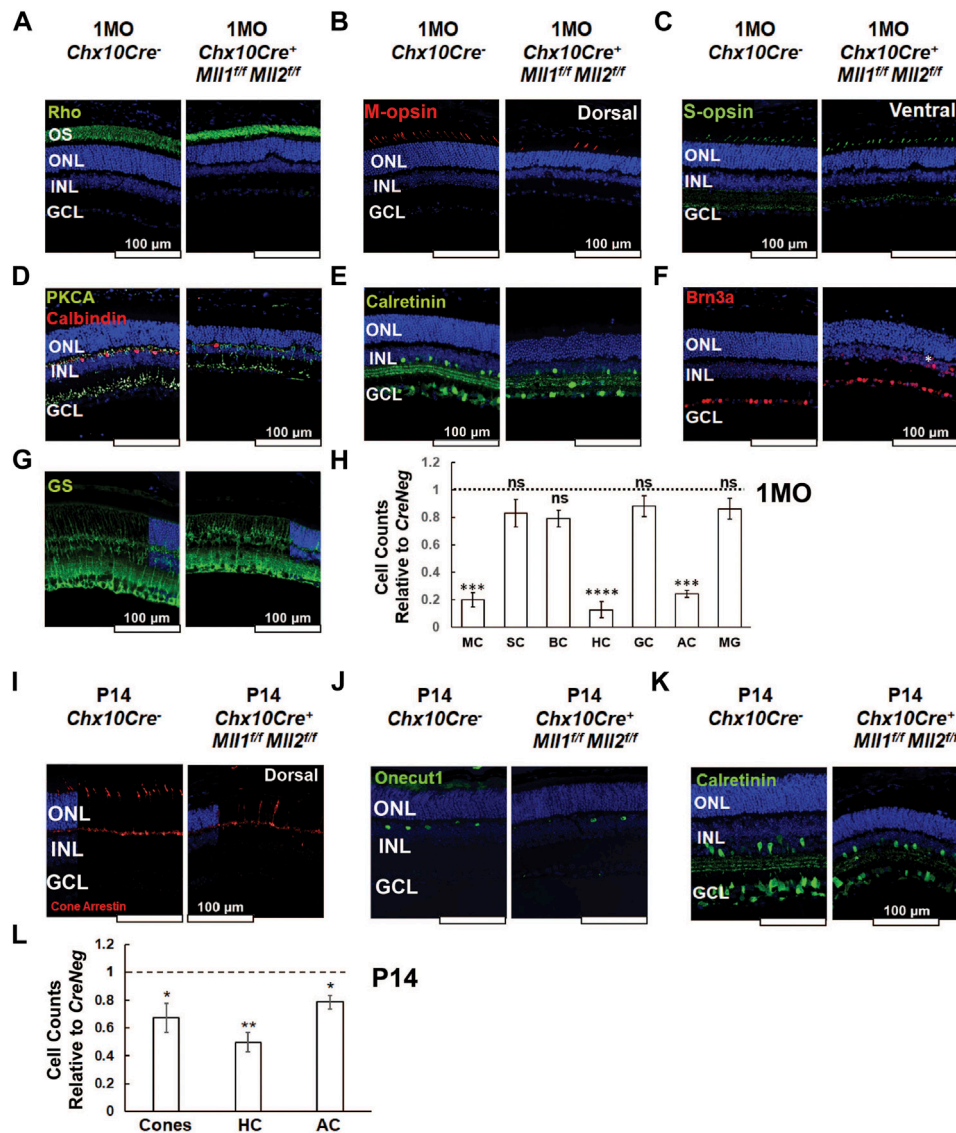 A
1MO
Chx10Cre-
1MO
Chx10Cre+
Mll1f/f Mll2f/f
Rho
OS
ONL
INL
GCL
100 µm
B
1MO
Chx10Cre-
1MO
Chx10Cre+
Mll1f/f Mll2f/f
M-opsin
Dorsal
ONL
INL
GCL
100 µm
C
1MO
Chx10Cre-
1MO
Chx10Cre+
Mll1f/f Mll2f/f
S-opsin
Ventral
ONL
INL
GCL
100 µm
D
PKCA
Calbindin
ONL
INL
GCL
100 µm
E
Calretinin
ONL
INL
GCL
100 µm
F
Brn3a
ONL
INL
GCL
*
100 µm
G
GS
100 µm
100 µm
H
Cell Counts
Relative to CreNeg
1.2
1
0.8
0.6
0.4
0.2
0
***
ns
ns
****
ns
***
ns
MC SC BC HC GC AC MG
1MO
I
P14
Chx10Cre-
P14
Chx10Cre+
Mll1f/f Mll2f/f
Dorsal
ONL
INL
GCL
Cone Arrestin
100 µm
J
P14
Chx10Cre-
P14
Chx10Cre+
Mll1f/f Mll2f/f
Onecut1
ONL
INL
GCL
K
P14
Chx10Cre-
P14
Chx10Cre+
Mll1f/f Mll2f/f
Calretinin
ONL
INL
GCL
100 µm
L
Cell Counts
Relative to CreNeg
1.2
1
0.8
0.6
0.4
0.2
0
*
**
*
Cones HC AC
P14